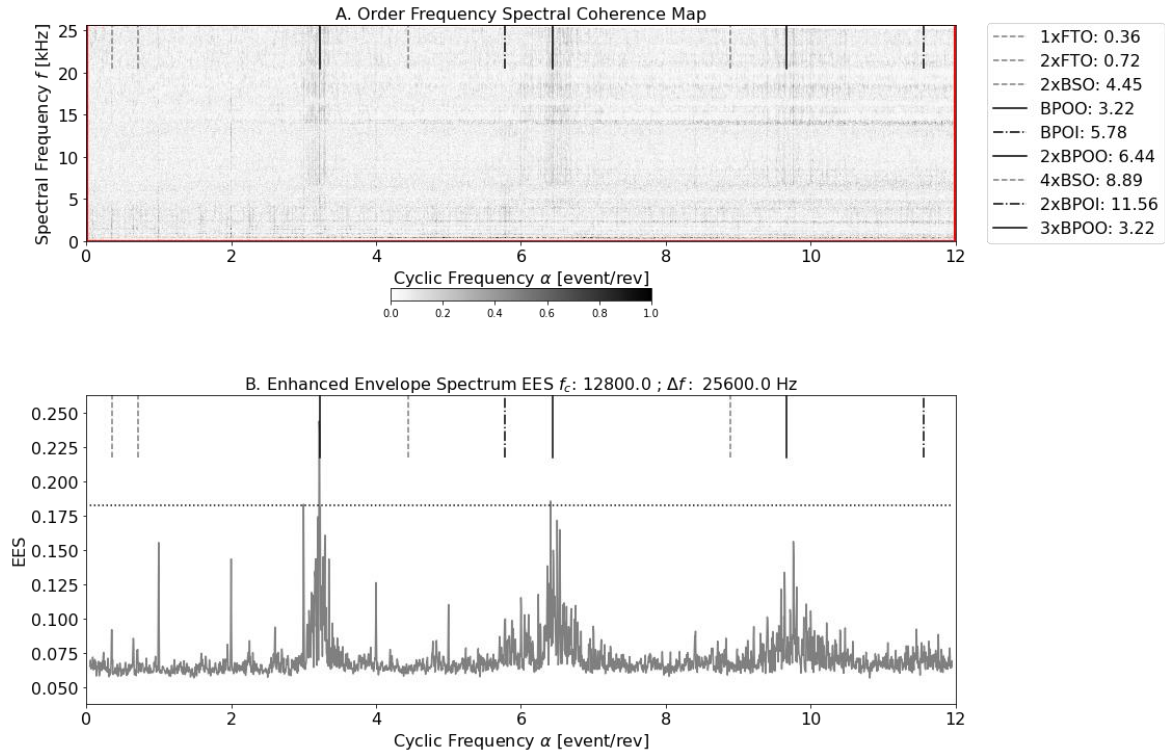 A. Order Frequency Spectral Coherence Map
Spectral Frequency f [kHz]
25
20
15
10
5
0
0 2 4 6 8 10 12
Cyclic Frequency α [event/rev]
0.0 0.2 0.4 0.6 0.8 1.0
1xFTO: 0.36
2xFTO: 0.72
2xBSO: 4.45
BPOO: 3.22
BPOI: 5.78
2xBPOO: 6.44
4xBSO: 8.89
2xBPOI: 11.56
3xBPOO: 3.22
B. Enhanced Envelope Spectrum EES f_c: 12800.0 ; Δf : 25600.0 Hz
EES
0.250
0.225
0.200
0.175
0.150
0.125
0.100
0.075
0.050
0 2 4 6 8 10 12
Cyclic Frequency α [event/rev]